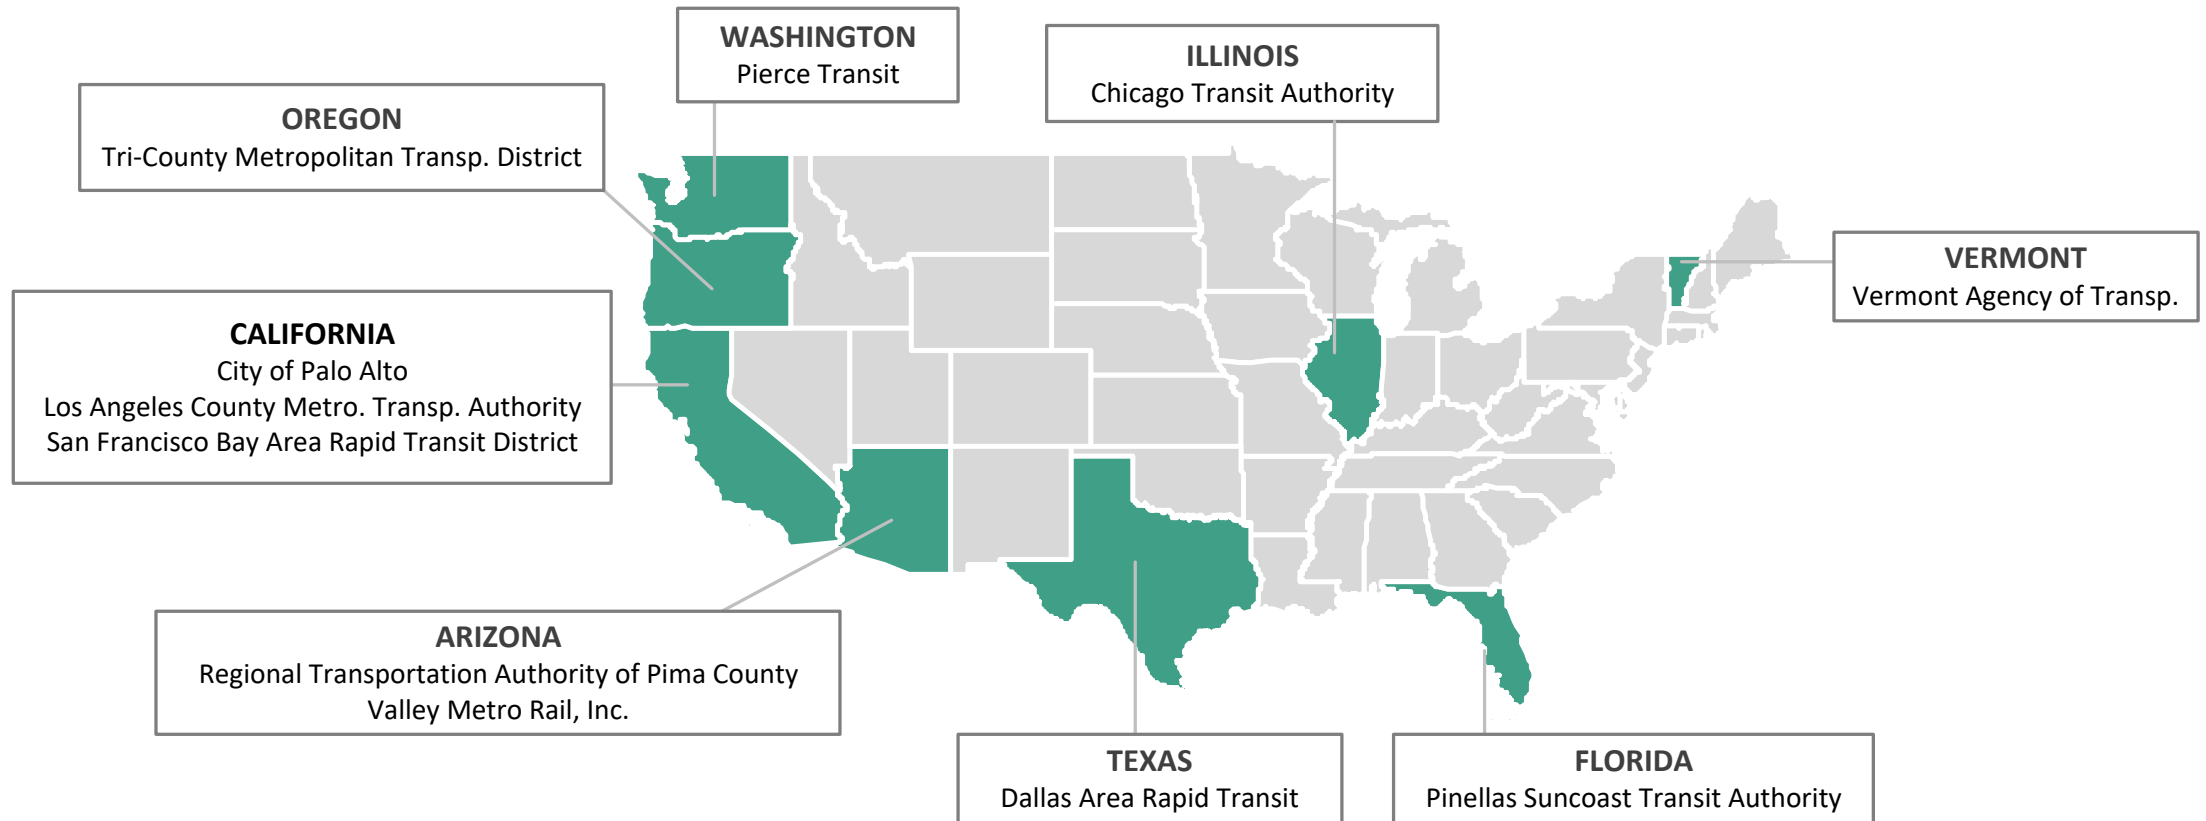 WASHINGTON
Pierce Transit
ILLINOIS
Chicago Transit Authority
OREGON
Tri-County Metropolitan Transp. District
VERMONT
Vermont Agency of Transp.
CALIFORNIA
City of Palo Alto
Los Angeles County Metro. Transp. Authority
San Francisco Bay Area Rapid Transit District
ARIZONA
Regional Transportation Authority of Pima County
Valley Metro Rail, Inc.
TEXAS
Dallas Area Rapid Transit
FLORIDA
Pinellas Suncoast Transit Authority